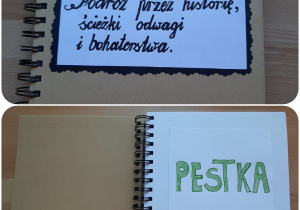 Podróż przez historię,
ścieżki odwagi
i bohaterstwa.
PESTKA